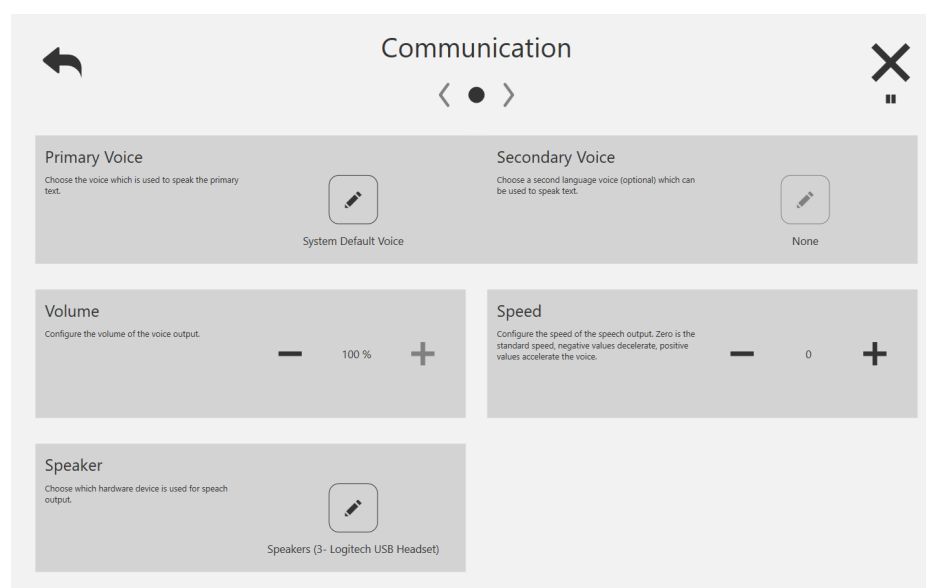 Communication
Primary Voice
Choose the voice which is used to speak the primary
text.
System Default Voice
Secondary Voice
Choose a second language voice (optional) which can
be used to speak text.
None
Volume
Configure the volume of the voice output.
100 %
Speed
Configure the speed of the speech output. Zero is the
standard speed, negative values decelerate, positive
values accelerate the voice.
0
Speaker
Choose which hardware device is used for speach
output.
Speakers (3- Logitech USB Headset)